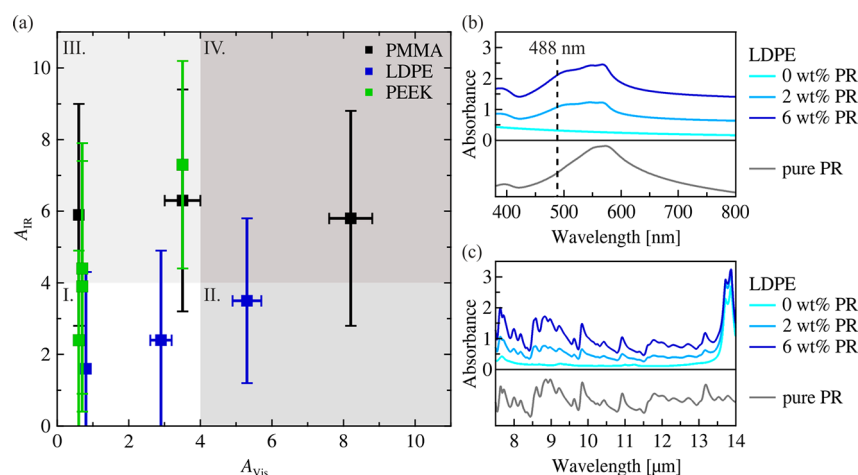 (a)
III.
IV.
PMMA
LDPE
PEEK
I.
II.
10
8
6
4
2
0
A_IR
0 2 4 6 8 10
A_Vis
(b)
488 nm
3
2
1
0
Absorbance
400 500 600 700 800
Wavelength [nm]
LDPE
0 wt% PR
2 wt% PR
6 wt% PR
pure PR
(c)
3
2
1
0
Absorbance
8 9 10 11 12 13 14
Wavelength [µm]
LDPE
0 wt% PR
2 wt% PR
6 wt% PR
pure PR